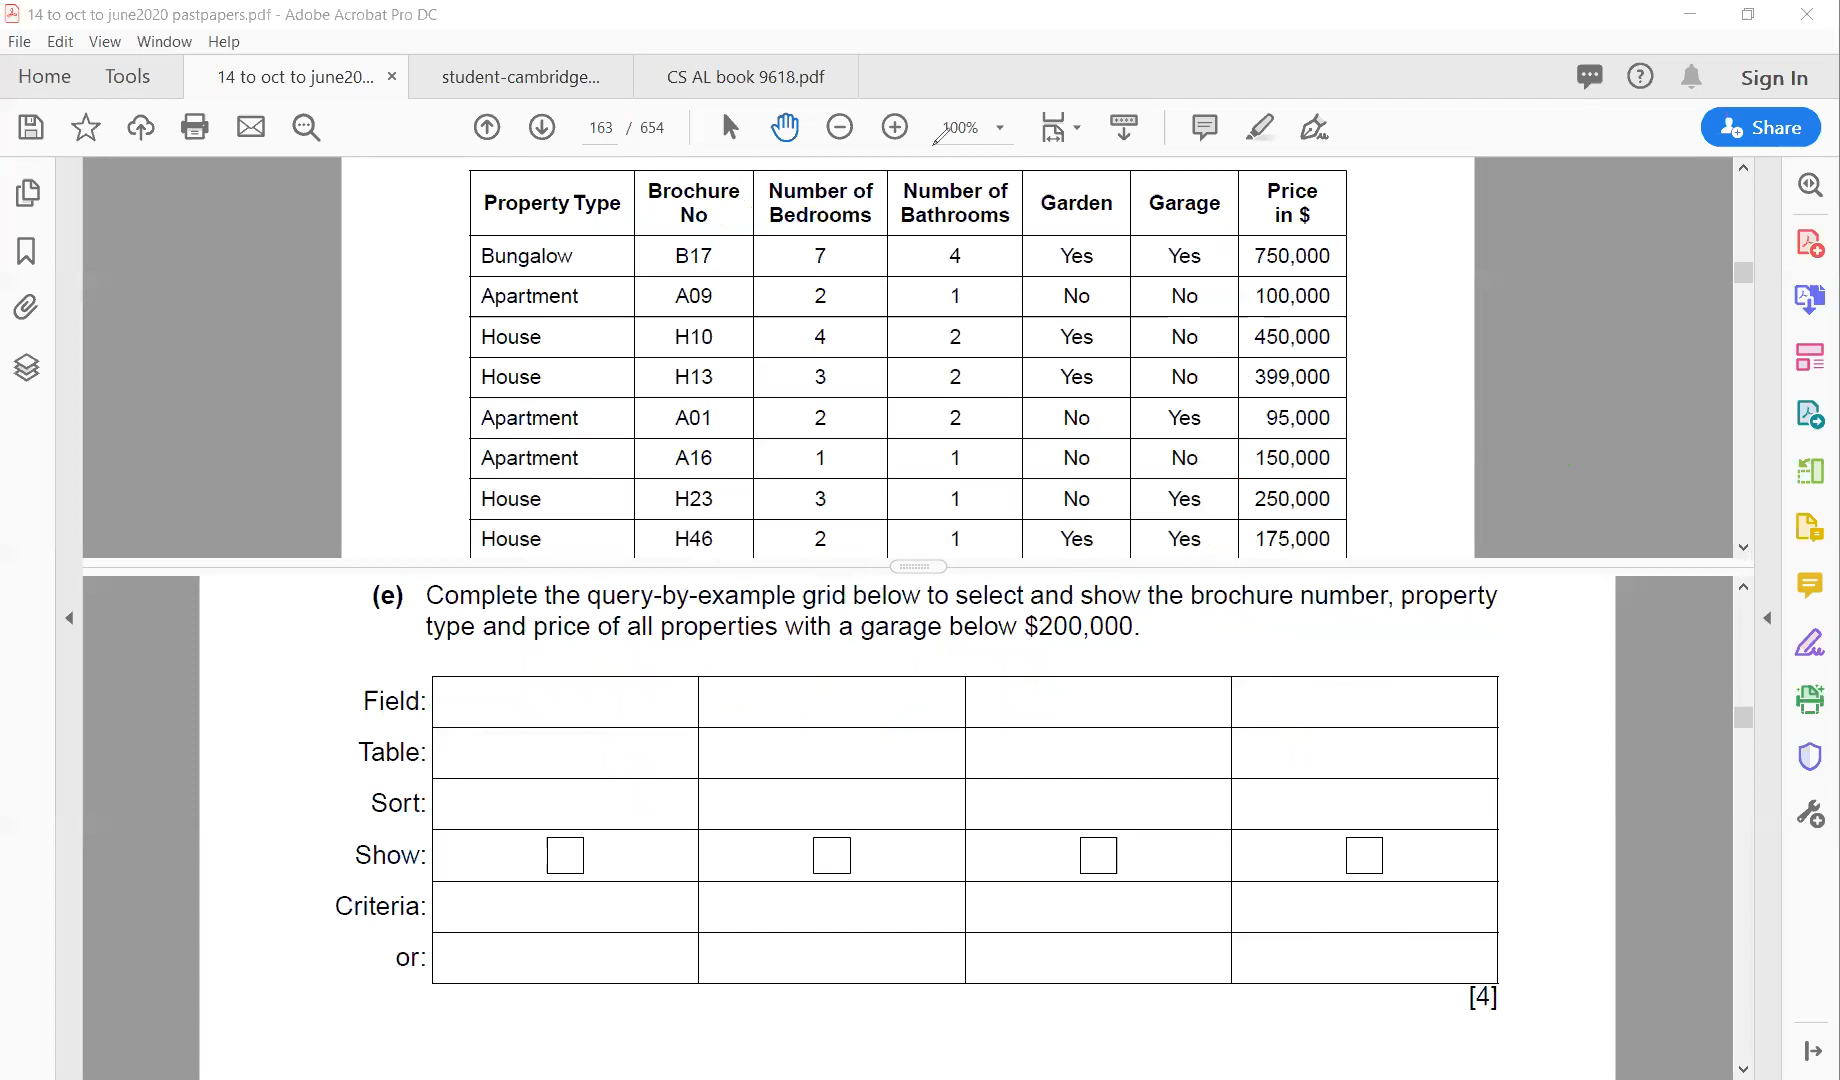 14 to oct to june2020 pastpapers.pdf - Adobe Acrobat Pro DC
File Edit View Window Help
Home Tools 14 to oct to june20... × student-cambridge... CS AL book 9618.pdf Sign In
163 / 654 100% Share
Property Type Brochure No Number of Bedrooms Number of Bathrooms Garden Garage Price in $
Bungalow B17 7 4 Yes Yes 750,000
Apartment A09 2 1 No No 100,000
House H10 4 2 Yes No 450,000
House H13 3 2 Yes No 399,000
Apartment A01 2 2 No Yes 95,000
Apartment A16 1 1 No No 150,000
House H23 3 1 No Yes 250,000
House H46 2 1 Yes Yes 175,000
(e) Complete the query-by-example grid below to select and show the brochure number, property
type and price of all properties with a garage below $200,000.
Field:
Table:
Sort:
Show:
Criteria:
or:
[4]